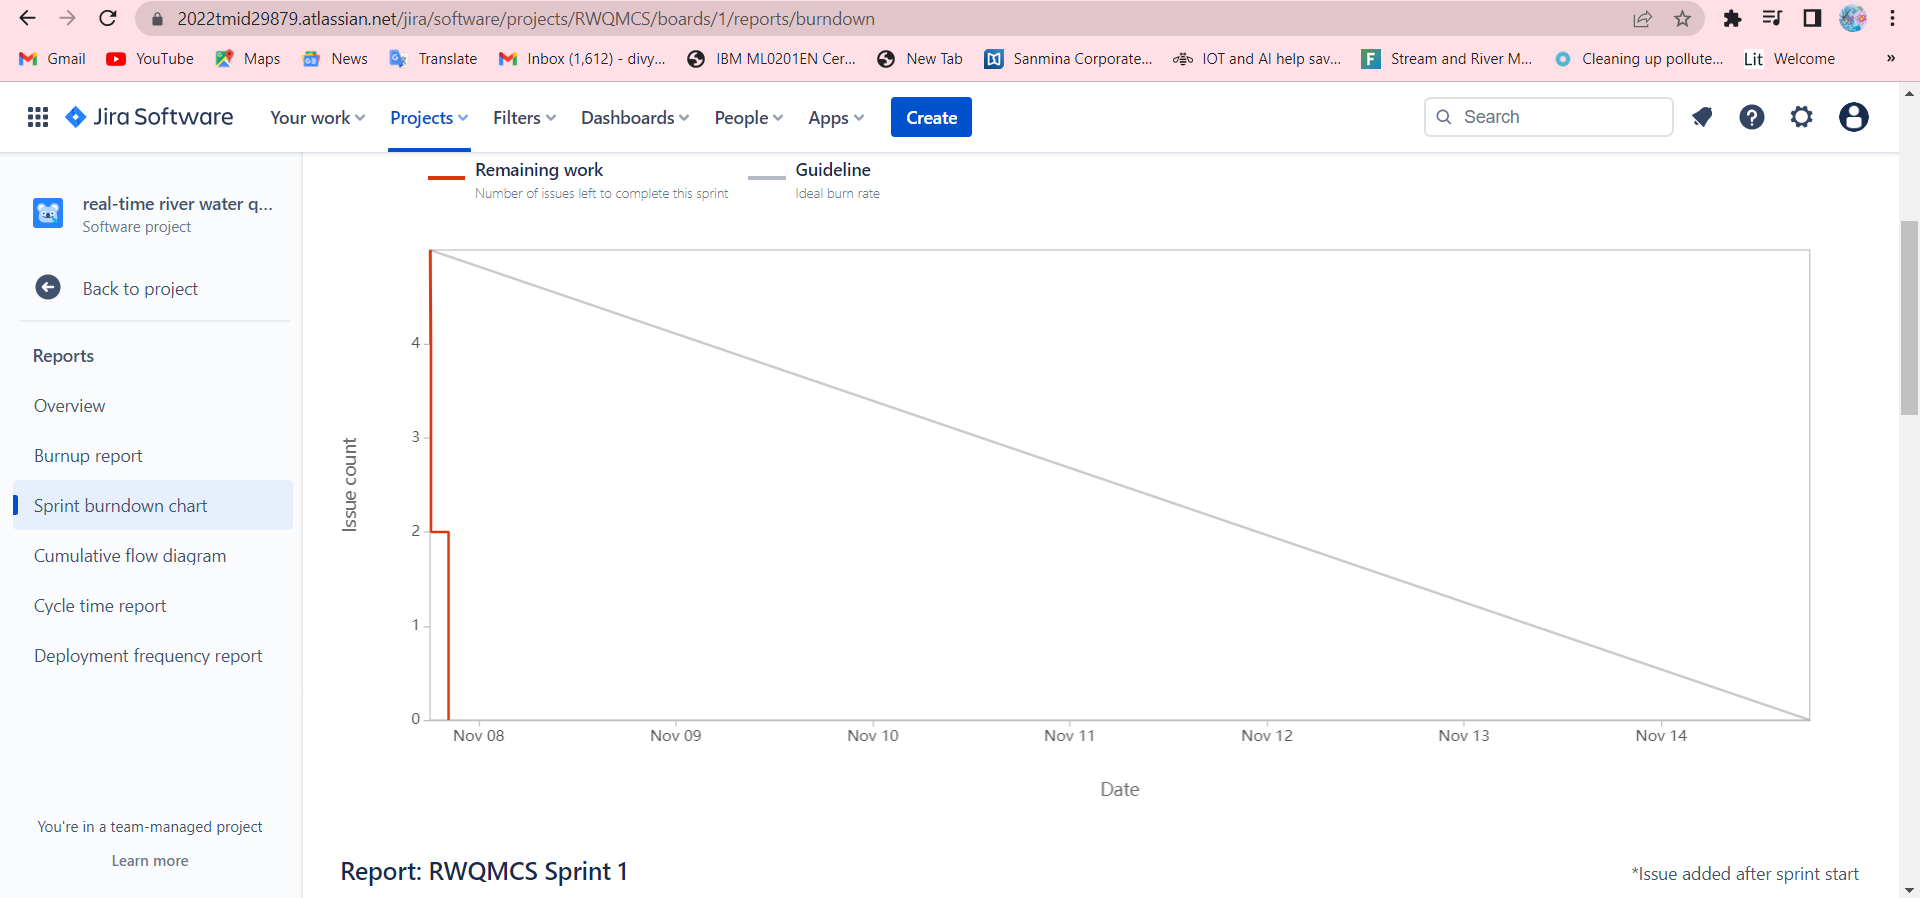 2022tmid29879.atlassian.net/jira/software/projects/RWQMCS/boards/1/reports/burndown
Gmail YouTube Maps News Translate Inbox (1,612) - divy... IBM ML0201EN Cer... New Tab Sanmina Corporate... IOT and AI help sav... F Stream and River M... Cleaning up pollute... Lit Welcome »
Jira Software Your work Projects Filters Dashboards People Apps Create Search
Remaining work
Number of issues left to complete this sprint
Guideline
Ideal burn rate
real-time river water q...
Software project
Back to project
Reports
Overview
Burnup report
Sprint burndown chart
Cumulative flow diagram
Cycle time report
Deployment frequency report
You're in a team-managed project
Learn more
Issue count
4
3
2
1
0
Nov 08 Nov 09 Nov 10 Nov 11 Nov 12 Nov 13 Nov 14
Date
Report: RWQMCS Sprint 1
*Issue added after sprint start